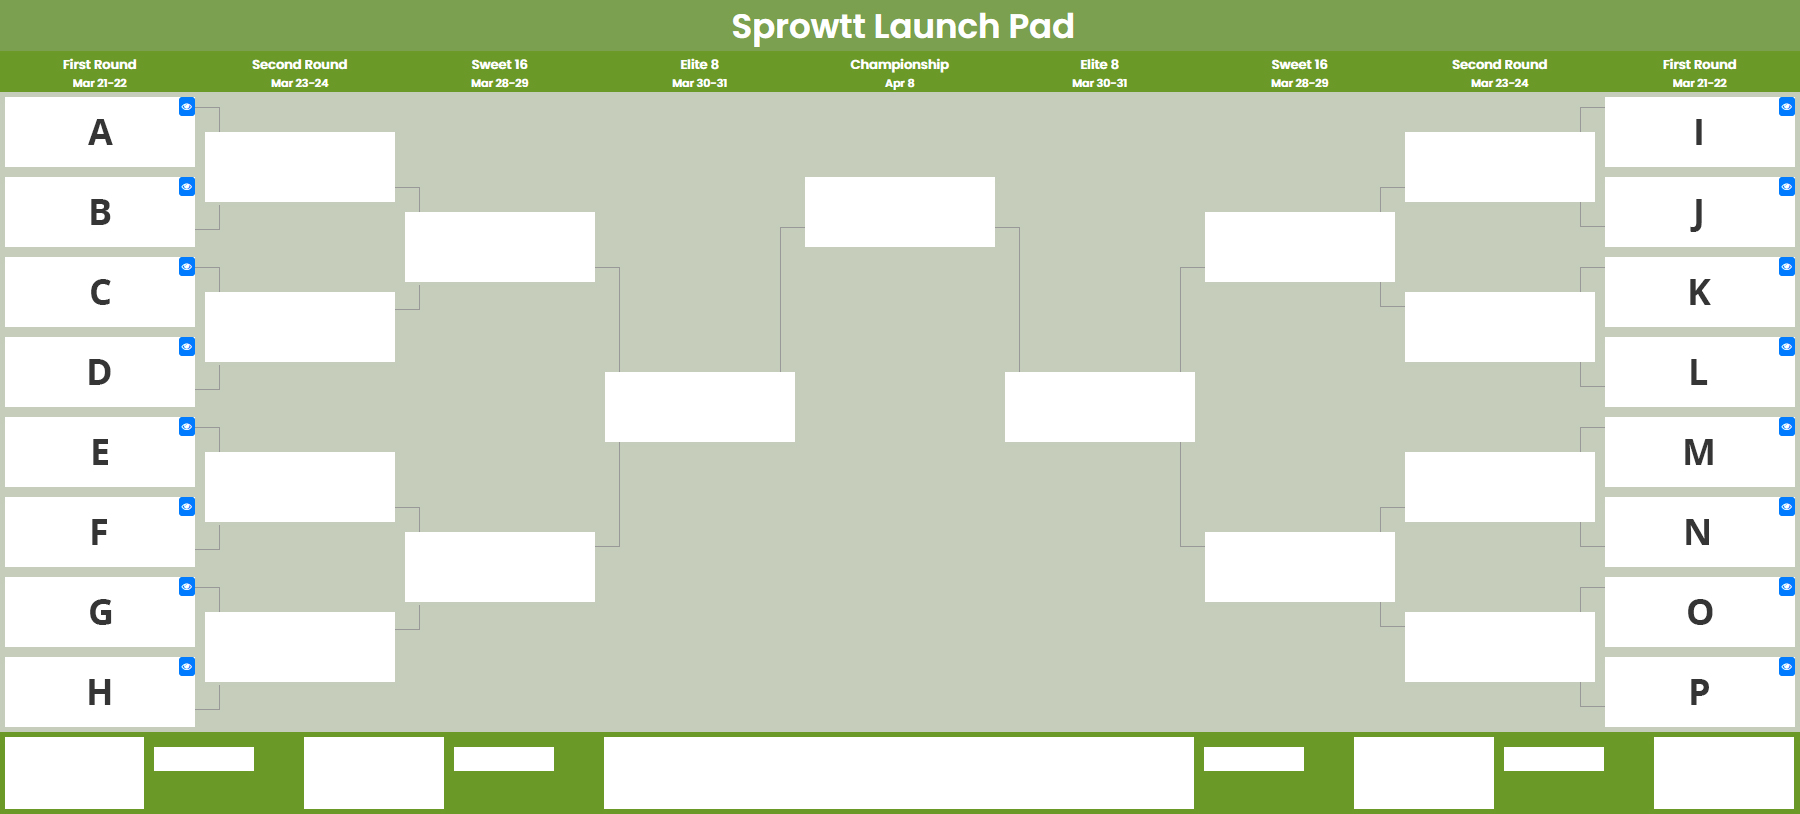 Sprowtt Launch Pad
First Round Second Round Sweet 16 Elite 8 Championship Elite 8 Sweet 16 Second Round First Round
Mar 21-22 Mar 23-24 Mar 28-29 Mar 30-31 Apr 8 Mar 30-31 Mar 28-29 Mar 23-24 Mar 21-22
A I
B J
C K
D L
E M
F N
G O
H P